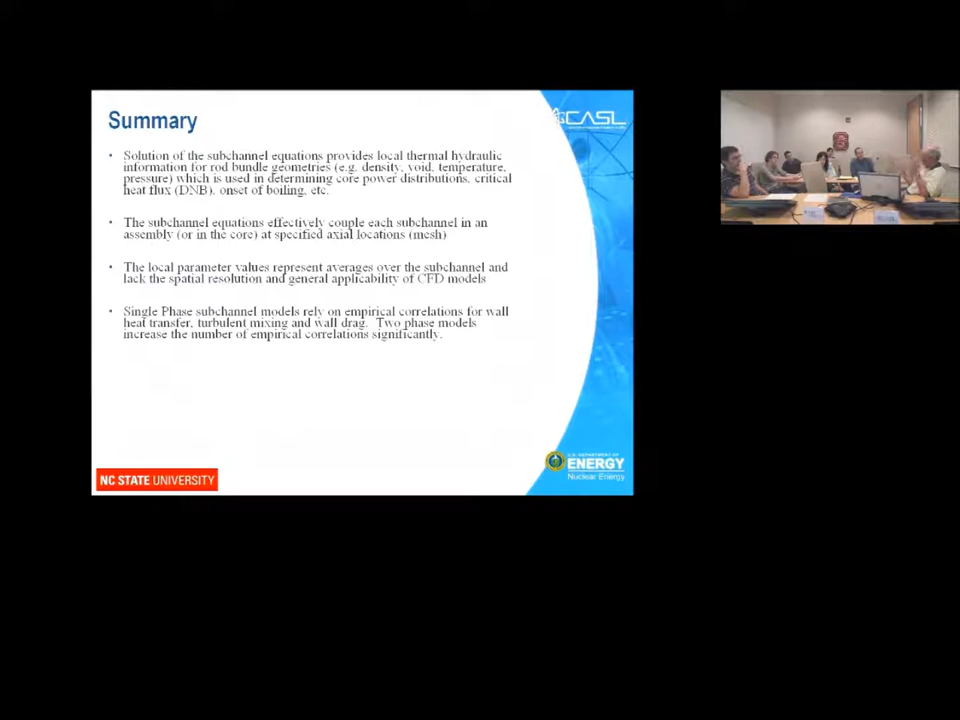 Summary
CASL
• Solution of the subchannel equations provides local thermal hydraulic
information for rod bundle geometries (e.g. density, void, temperature,
pressure) which is used in determining core power distributions, critical
heat flux (DNB), onset of boiling, etc.
• The subchannel equations effectively couple each subchannel in an
assembly (or in the core) at specified axial locations (mesh)
• The local parameter values represent averages over the subchannel and
lack the spatial resolution and general applicability of CFD models
• Single Phase subchannel models rely on empirical correlations for wall
heat transfer, turbulent mixing and wall drag. Two phase models
increase the number of empirical correlations significantly.
NC STATE UNIVERSITY
U.S. DEPARTMENT OF
ENERGY
Nuclear Energy